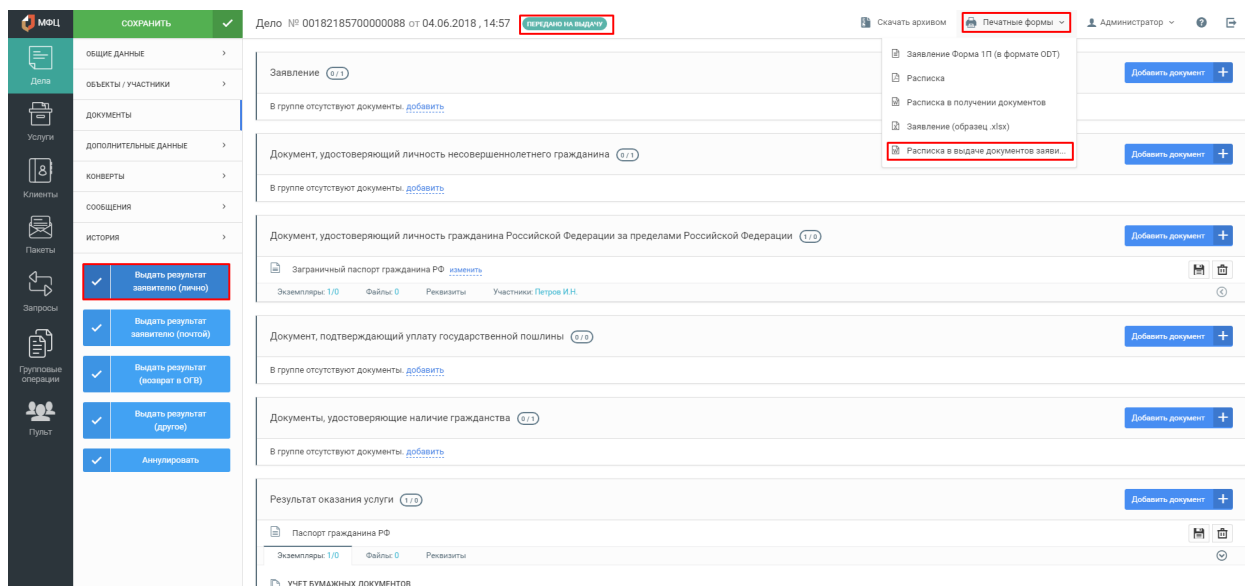 МФЦ
СОХРАНИТЬ
Дело № 00182185700000088 от 04.06.2018 , 14:57 ПЕРЕДАНО НА ВЫДАЧУ
Скачать архивом
Печатные формы
Администратор
Дела
Услуги
Клиенты
Пакеты
Запросы
Групповые
операции
Пульт
ОБЩИЕ ДАННЫЕ
ОБЪЕКТЫ / УЧАСТНИКИ
ДОКУМЕНТЫ
ДОПОЛНИТЕЛЬНЫЕ ДАННЫЕ
КОНВЕРТЫ
СООБЩЕНИЯ
ИСТОРИЯ
Выдать результат
заявителю (лично)
Выдать результат
заявителю (почтой)
Выдать результат
(возврат в ОГВ)
Выдать результат
(другое)
Аннулировать
Заявление Форма 1П (в формате ODT)
Расписка
Расписка в получении документов
Заявление (образец .xlsx)
Расписка в выдаче документов заяви...
Заявление 0 / 1
Добавить документ +
В группе отсутствуют документы. добавить
Документ, удостоверяющий личность несовершеннолетнего гражданина 0 / 1
Добавить документ +
В группе отсутствуют документы. добавить
Документ, удостоверяющий личность гражданина Российской Федерации за пределами Российской Федерации 1 / 0
Добавить документ +
Заграничный паспорт гражданина РФ изменить
Экземпляры: 1/0 Файлы: 0 Реквизиты Участники: Петров И.Н.
Документ, подтверждающий уплату государственной пошлины 0 / 0
Добавить документ +
В группе отсутствуют документы. добавить
Документы, удостоверяющие наличие гражданства 0 / 1
Добавить документ +
В группе отсутствуют документы. добавить
Результат оказания услуги 1 / 0
Добавить документ +
Паспорт гражданина РФ
Экземпляры: 1/0 Файлы: 0 Реквизиты
УЧЕТ БУМАЖНЫХ ДОКУМЕНТОВ